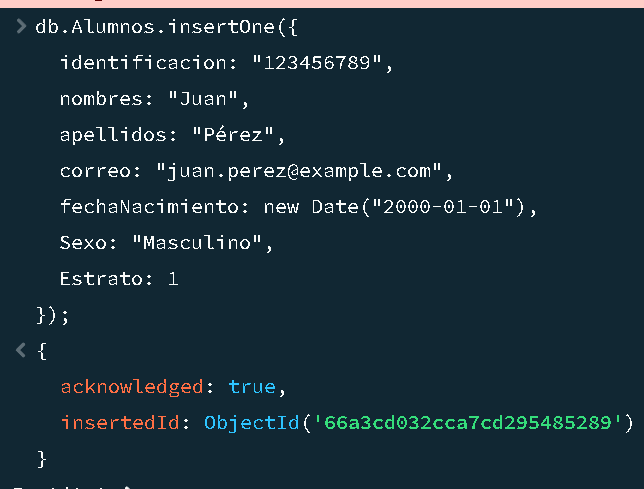 db.Alumnos.insertOne({
identificacion: "123456789",
nombres: "Juan",
apellidos: "Pérez",
correo: "juan.perez@example.com",
fechaNacimiento: new Date("2000-01-01"),
Sexo: "Masculino",
Estrato: 1
});
{
acknowledged: true,
insertedId: ObjectId('66a3cd032cca7cd295485289')
}